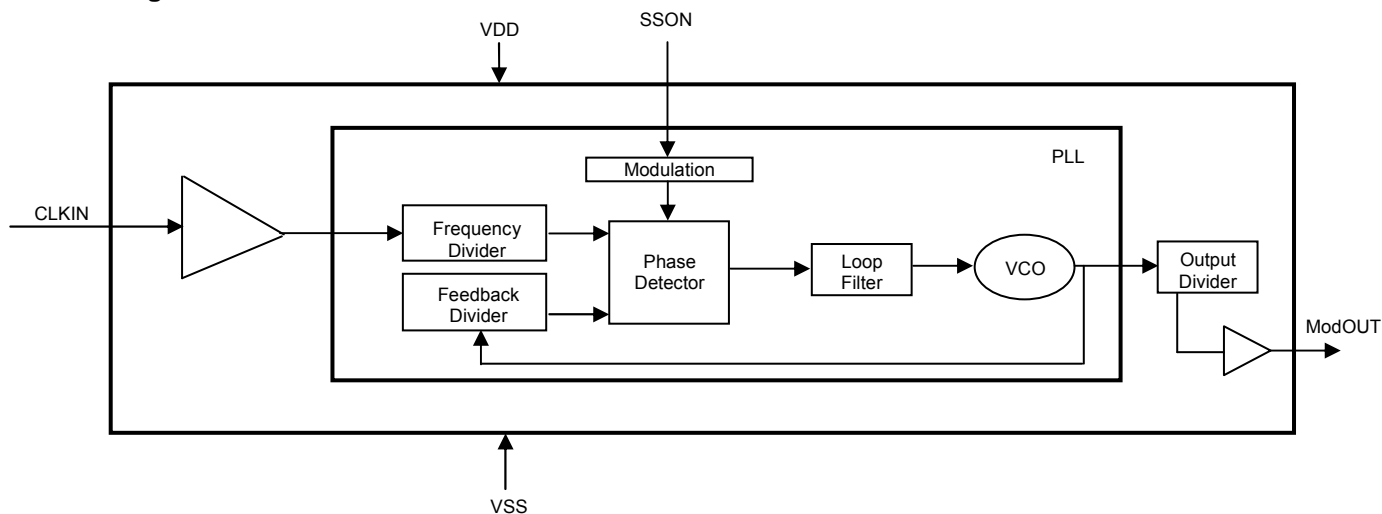 SSON
VDD
PLL
Modulation
CLKIN
Frequency
Divider
Phase
Detector
Loop
Filter
VCO
Output
Divider
Feedback
Divider
ModOUT
VSS